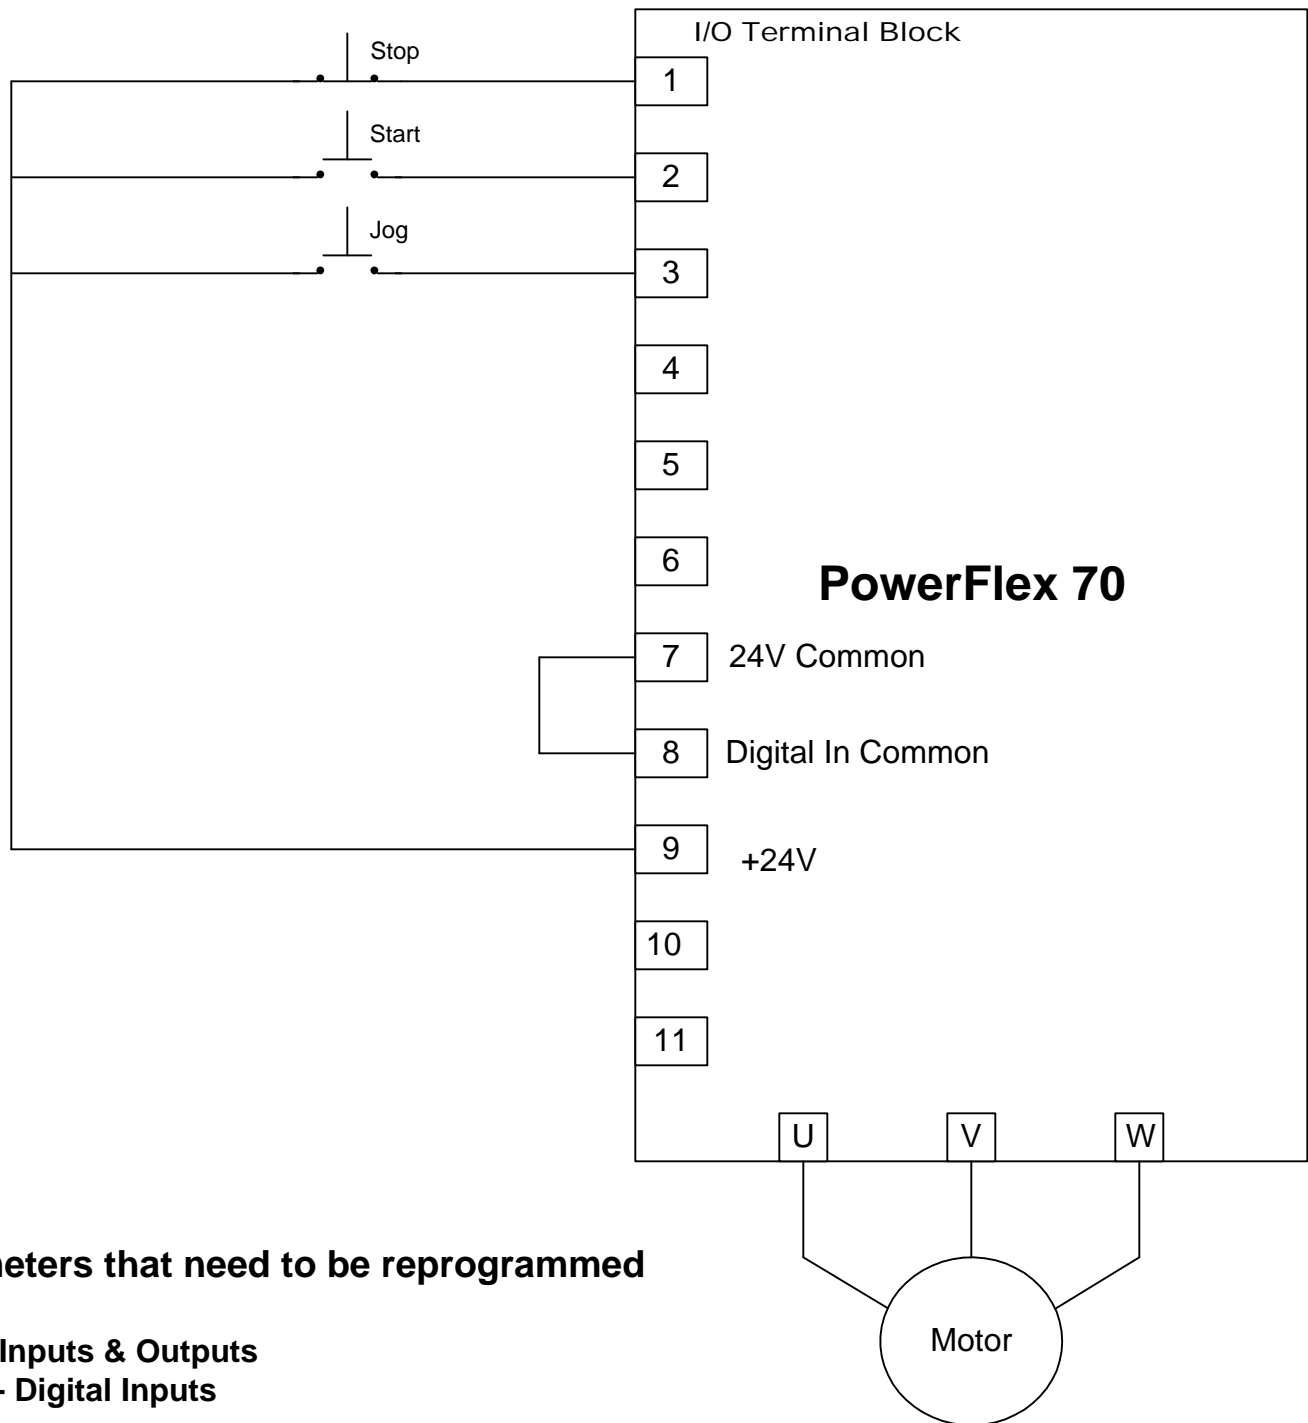 I/O Terminal Block
Stop
1
Start
2
Jog
3
4
5
6
PowerFlex 70
7 24V Common
8 Digital In Common
9 +24V
10
11
U V W
Motor
that need to be reprogrammed
Inputs & Outputs
- Digital Inputs